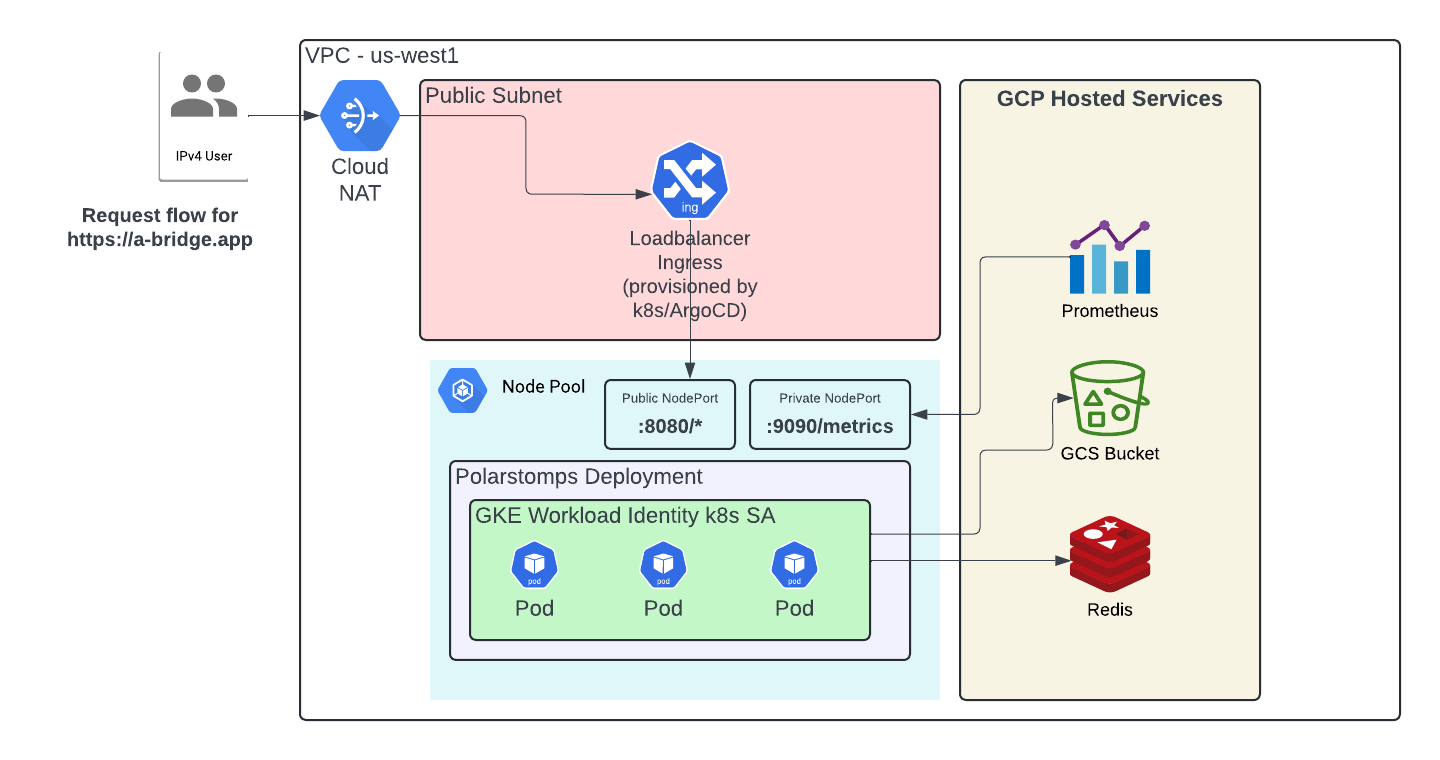 VPC - us-west1
IPv4 User
Request flow for
https://a-bridge.app
Cloud
NAT
Public Subnet
ing
Loadbalancer
Ingress
(provisioned by
k8s/ArgoCD)
Node Pool
Public NodePort
:8080/*
Private NodePort
:9090/metrics
Polarstomps Deployment
GKE Workload Identity k8s SA
pod
Pod
pod
Pod
pod
Pod
GCP Hosted Services
Prometheus
GCS Bucket
Redis